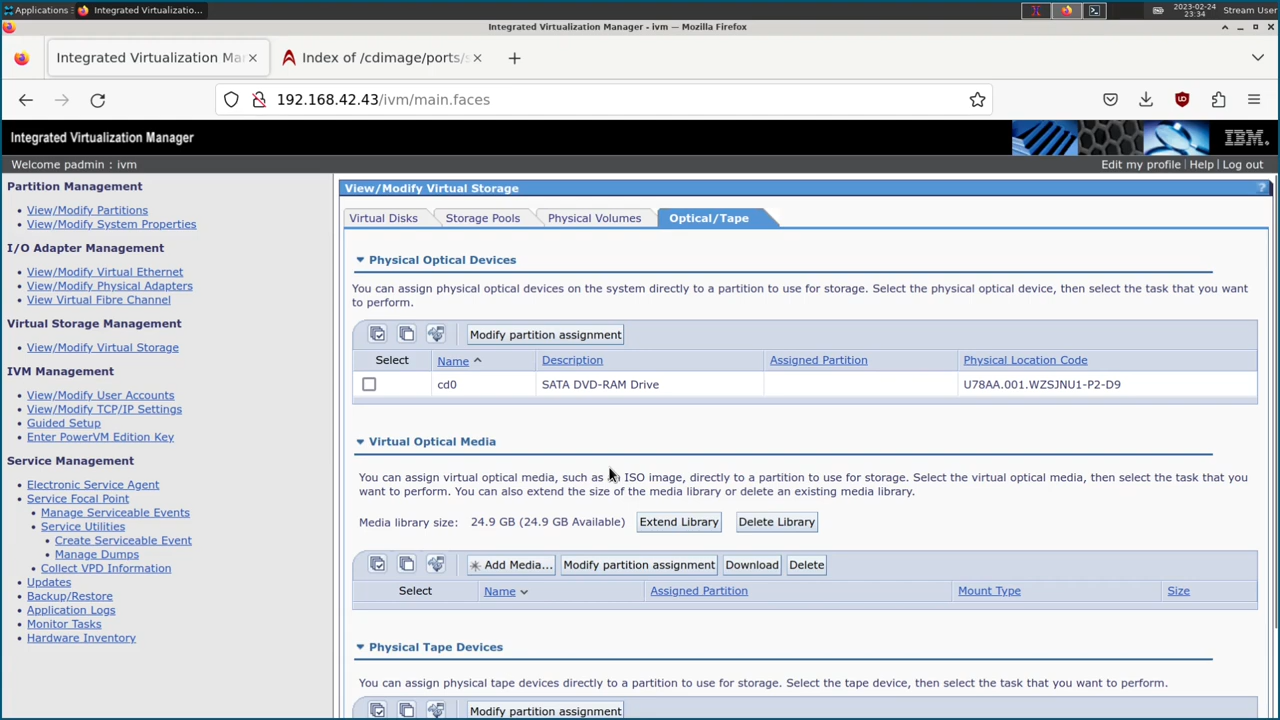 Applications
Integrated Virtualizatio...
2023-02-24
23:34
Stream User
Integrated Virtualization Manager - ivm — Mozilla Firefox
Integrated Virtualization Ma
Index of /cdimage/ports/s
192.168.42.43/ivm/main.faces
Integrated Virtualization Manager
IBM.
Welcome padmin : ivm
Edit my profile | Help | Log out
Partition Management
View/Modify Partitions
View/Modify System Properties
I/O Adapter Management
View/Modify Virtual Ethernet
View/Modify Physical Adapters
View Virtual Fibre Channel
Virtual Storage Management
View/Modify Virtual Storage
IVM Management
View/Modify User Accounts
View/Modify TCP/IP Settings
Guided Setup
Enter PowerVM Edition Key
Service Management
Electronic Service Agent
Service Focal Point
Manage Serviceable Events
Service Utilities
Create Serviceable Event
Manage Dumps
Collect VPD Information
Updates
Backup/Restore
Application Logs
Monitor Tasks
Hardware Inventory
View/Modify Virtual Storage
?
Virtual Disks Storage Pools Physical Volumes Optical/Tape
Physical Optical Devices
You can assign physical optical devices on the system directly to a partition to use for storage. Select the physical optical device, then select the task that you want
to perform.
Modify partition assignment
Select Name Description Assigned Partition Physical Location Code
cd0 SATA DVD-RAM Drive U78AA.001.WZSJNU1-P2-D9
Virtual Optical Media
You can assign virtual optical media, such as ISO image, directly to a partition to use for storage. Select the virtual optical media, then select the task that you
want to perform. You can also extend the size of the media library or delete an existing media library.
Media library size: 24.9 GB (24.9 GB Available) Extend Library Delete Library
Add Media... Modify partition assignment Download Delete
Select Name Assigned Partition Mount Type Size
Physical Tape Devices
You can assign physical tape devices directly to a partition to use for storage. Select the tape device, then select the task that you want to perform.
Modify partition assignment